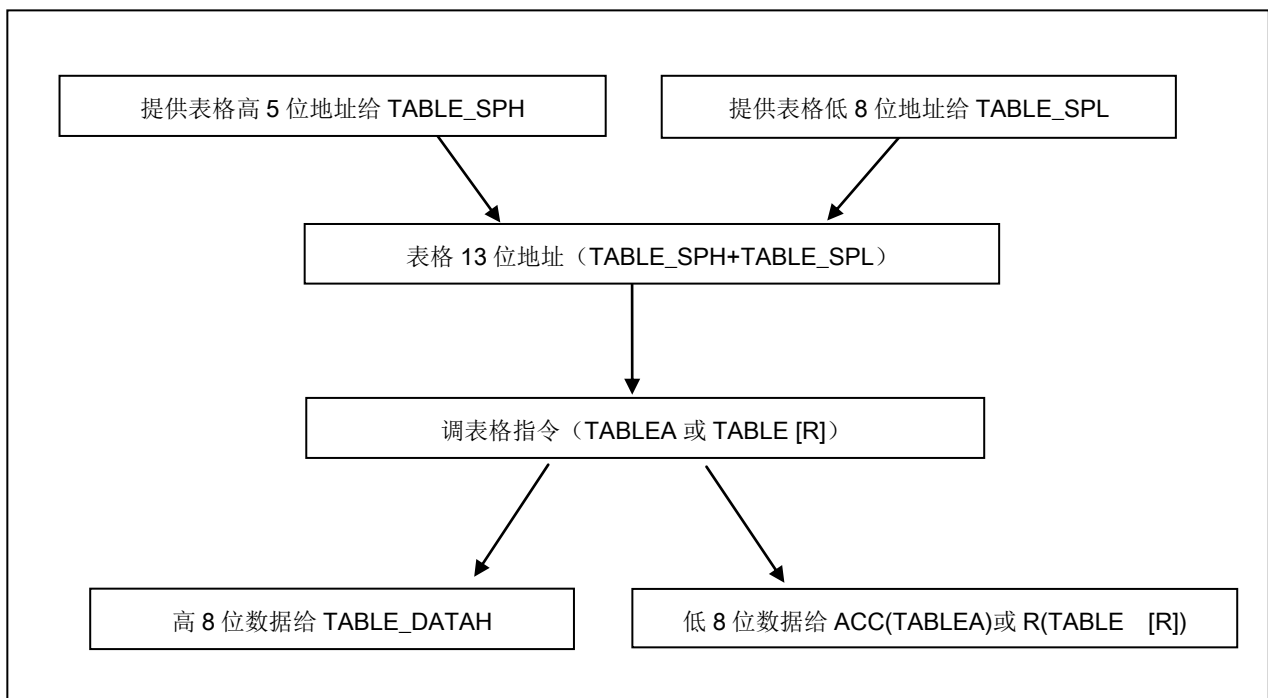 提供表格高 5 位地址给 TABLE_SPH
提供表格低 8 位地址给 TABLE_SPL
表格 13 位地址（TABLE_SPH+TABLE_SPL）
调表格指令（TABLEA 或 TABLE [R]）
高 8 位数据给 TABLE_DATAH
低 8 位数据给 ACC(TABLEA)或 R(TABLE [R])